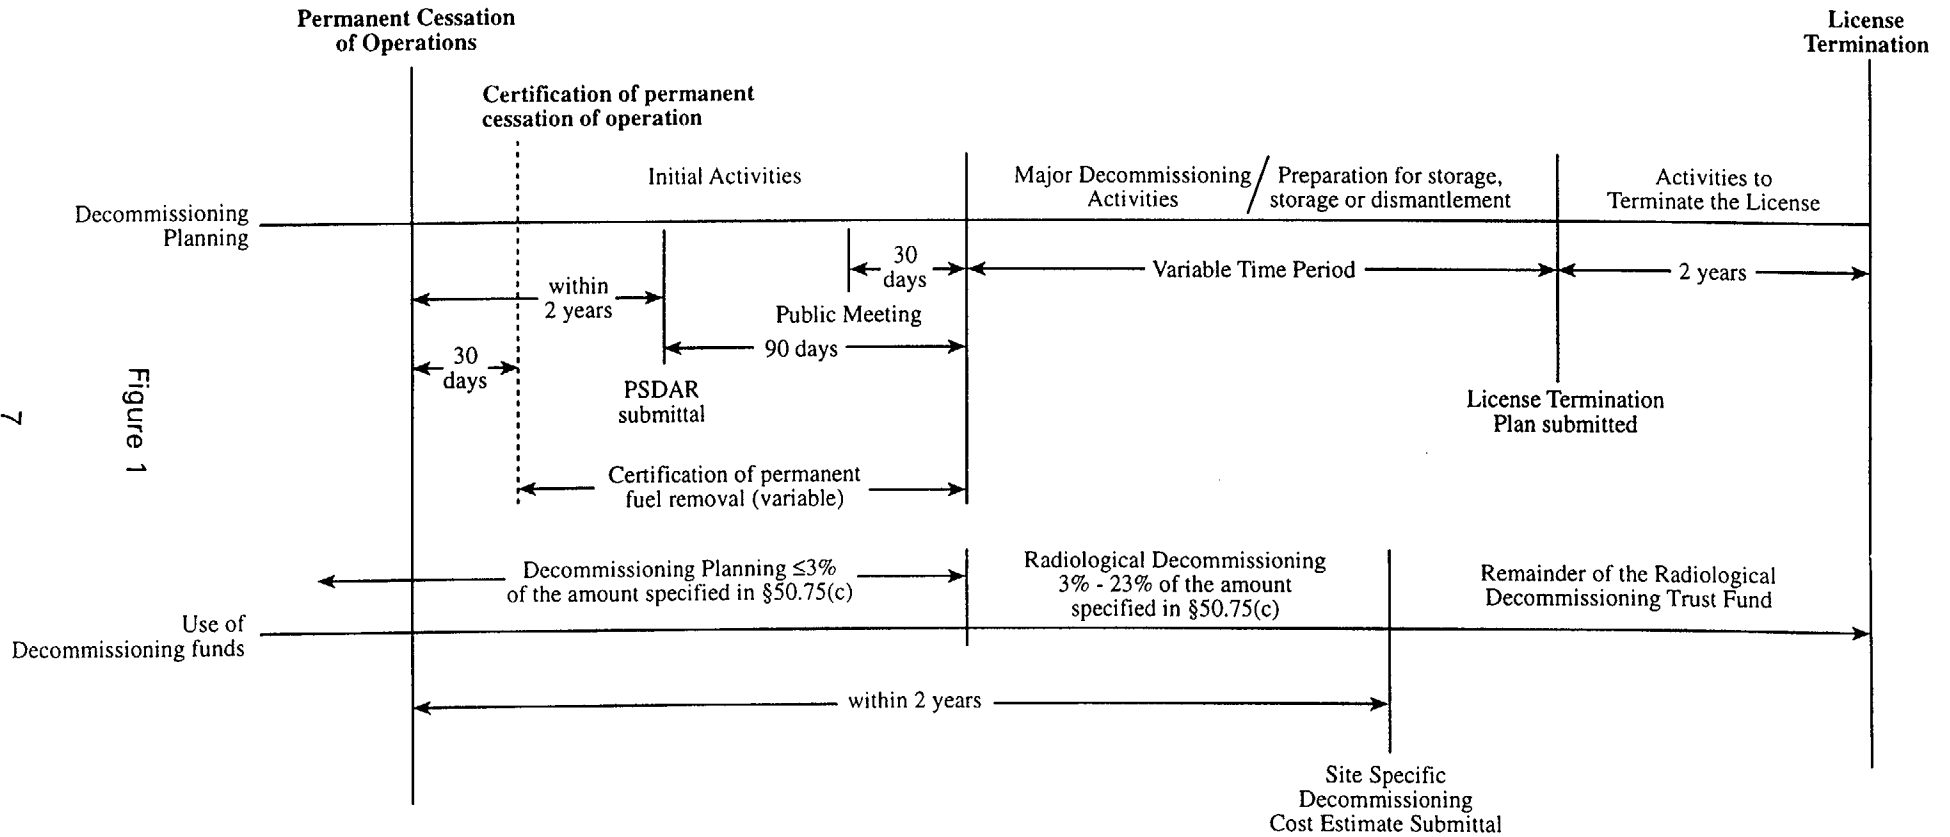 Permanent Cessation
of Operations
License
Termination
Certification of permanent
cessation of operation
Initial Activities
Major Decommissioning
Activities
/
Preparation for storage,
storage or dismantlement
Activities to
Terminate the License
Decommissioning
Planning
30
days
Variable Time Period
2 years
within
2 years
Public Meeting
90 days
30
days
PSDAR
submittal
License Termination
Plan submitted
Certification of permanent
fuel removal (variable)
Figure 1
7
Decommissioning Planning ≤3%
of the amount specified in §50.75(c)
Radiological Decommissioning
3% - 23% of the amount
specified in §50.75(c)
Remainder of the Radiological
Decommissioning Trust Fund
Use of
Decommissioning funds
within 2 years
Site Specific
Decommissioning
Cost Estimate Submittal